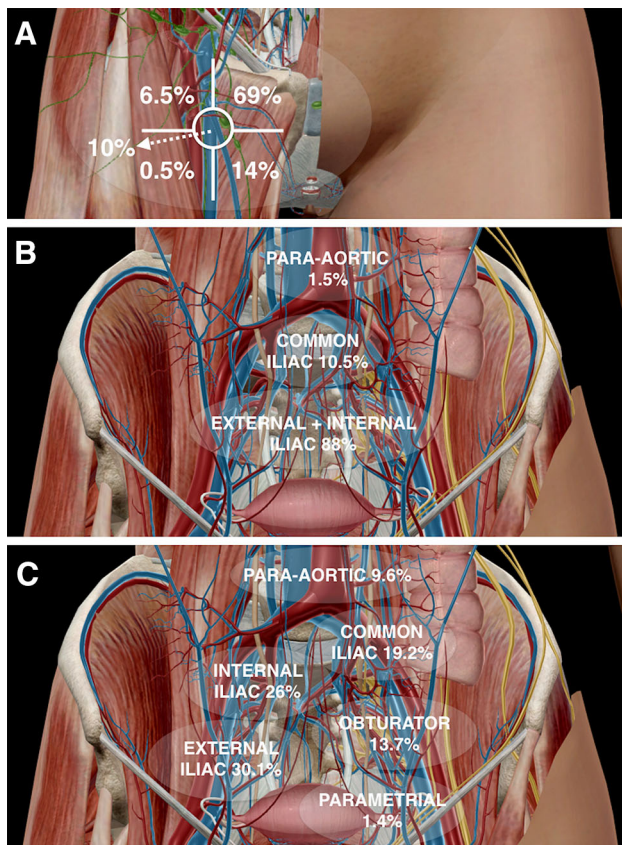 A
6.5% 69%
10%
0.5% 14%
B
PARA-AORTIC
1.5%
COMMON
ILIAC 10.5%
EXTERNAL + INTERNAL
ILIAC 88%
C
PARA-AORTIC 9.6%
COMMON
ILIAC 19.2%
INTERNAL
ILIAC 26%
OBTURATOR
13.7%
EXTERNAL
ILIAC 30.1%
PARAMETRIAL
1.4%